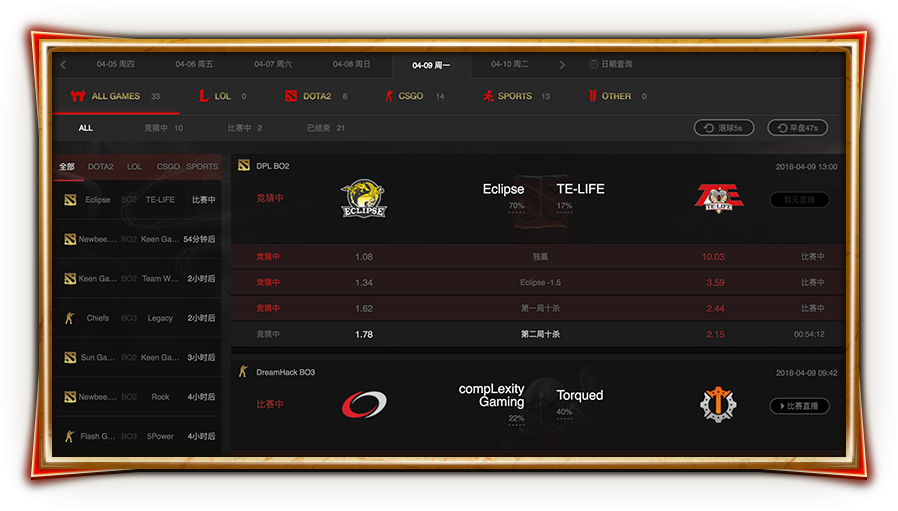 04-05 周四 04-06 周五 04-07 周六 04-08 周日 04-09 周一 04-10 周二 日期查询
ALL GAMES 33 LOL 0 DOTA2 6 CSGO 14 SPORTS 13 OTHER 0
ALL 竞猜中 10 比赛中 2 已结束 21 滚球5s 早盘47s
全部 DOTA2 LOL CSGO SPORTS
Eclipse BO2 TE-LIFE 比赛中
Newbee.... BO2 Keen Ga... 54分钟后
Keen Ga... BO2 Team W... 2小时后
Chiefs BO3 Legacy 2小时后
Sun Ga... BO2 Keen Ga... 3小时后
Newbee.... BO2 Rock 4小时后
Flash G... BO3 5Power 4小时后
DPL BO2 2018-04-09 13:00
竞猜中 ECLIPSE Eclipse 70% TE-LIFE 17% TE-LIFE 暂无直播
竞猜中 1.08 独赢 10.03 比赛中
竞猜中 1.34 Eclipse -1.5 3.59 比赛中
竞猜中 1.62 第一局十杀 2.44 比赛中
竞猜中 1.78 第二局十杀 2.15 00:54:12
DreamHack BO3 2018-04-09 09:42
比赛中 compLexity Gaming 22% Torqued 40% 比赛直播